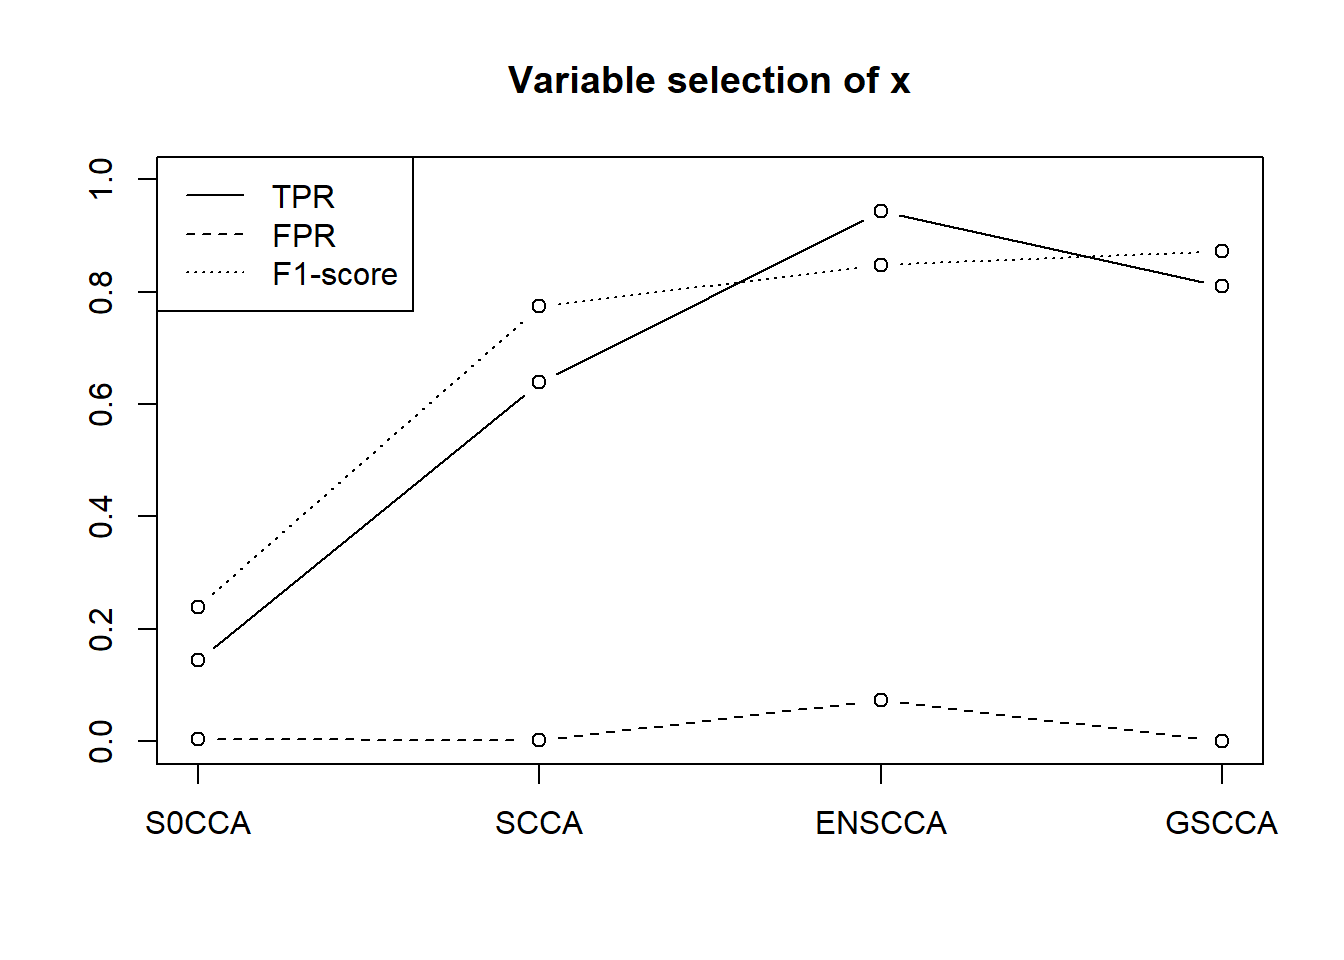 Variable selection of x
TPR
FPR
F1-score
1.0
0.8
0.6
0.4
0.2
0.0
S0CCA
SCCA
ENSCCA
GSCCA